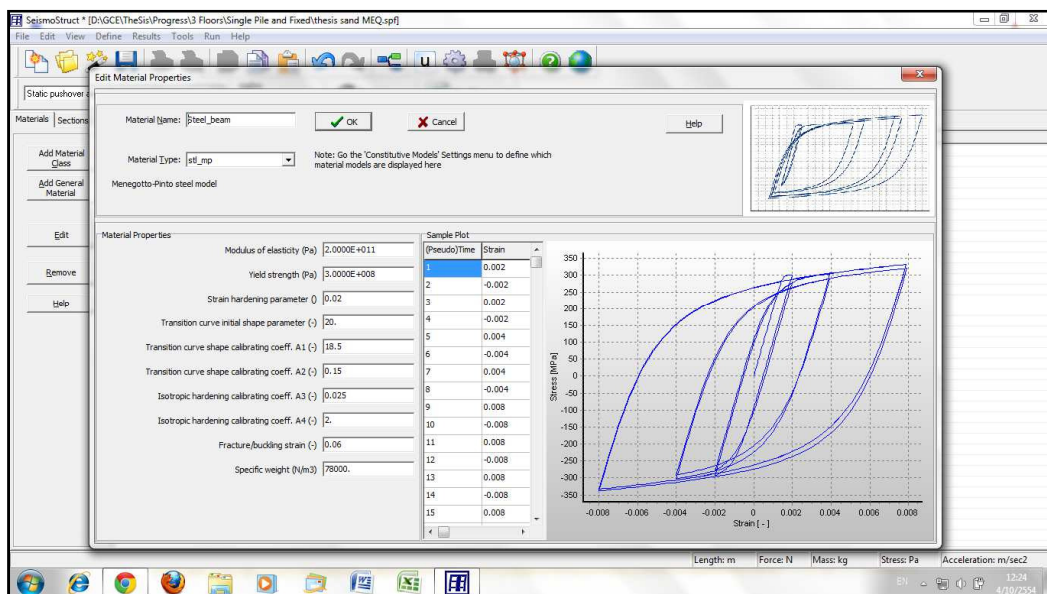 SeismoStruct * [D:\GCE\TheSis\Progress\3 Floors\Single Pile and Fixed\thesis sand MEQ.spf]
File Edit View Define Results Tools Run Help
Edit Material Properties
Static pushover
Materials Sections
Add Material Class
Add General Material
Edit
Remove
Help
Material Name: Steel_beam
OK
Cancel
Help
Material Type: stl_mp
Note: Go the 'Constitutive Models' Settings menu to define which
material models are displayed here
Menegotto-Pinto steel model
Material Properties
Modulus of elasticity (Pa) 2.0000E+011
Yield strength (Pa) 3.0000E+008
Strain hardening parameter () 0.02
Transition curve initial shape parameter (-) 20.
Transition curve shape calibrating coeff. A1 (-) 18.5
Transition curve shape calibrating coeff. A2 (-) 0.15
Isotropic hardening calibrating coeff. A3 (-) 0.025
Isotropic hardening calibrating coeff. A4 (-) 2.
Fracture/buckling strain (-) 0.06
Specific weight (N/m3) 78000.
Sample Plot
(Pseudo)Time Strain
1 0.002
2 -0.002
3 0.002
4 -0.002
5 0.004
6 -0.004
7 0.004
8 -0.004
9 0.008
10 -0.008
11 0.008
12 -0.008
13 0.008
14 -0.008
15 0.008
350
300
250
200
150
100
50
0
-50
-100
-150
-200
-250
-300
-350
Stress [MPa]
-0.008 -0.006 -0.004 -0.002 0 0.002 0.004 0.006 0.008
Strain [ - ]
Length: m Force: N Mass: kg Stress: Pa Acceleration: m/sec2
EN
12:24
4/10/2554